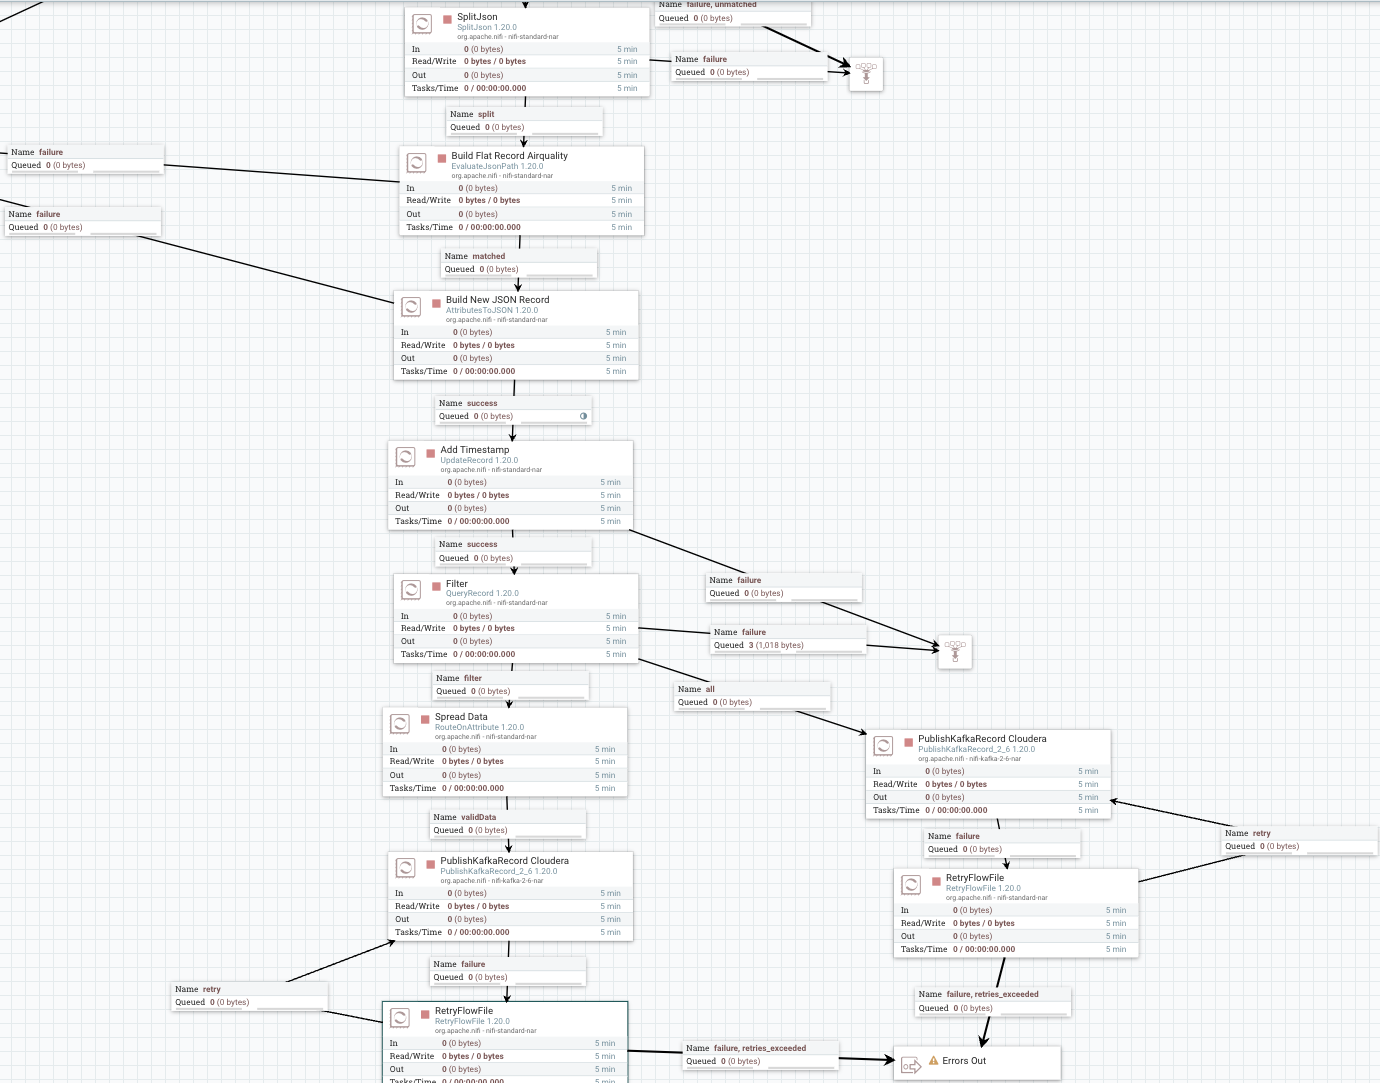 Name failure, unmatched
Queued 0 (0 bytes)
SplitJson
SplitJson 1.20.0
org.apache.nifi - nifi-standard-nar
In 0 (0 bytes) 5 min
Read/Write 0 bytes / 0 bytes 5 min
Out 0 (0 bytes) 5 min
Tasks/Time 0 / 00:00:00.000 5 min
Name failure
Queued 0 (0 bytes)
Name split
Queued 0 (0 bytes)
Name failure
Queued 0 (0 bytes)
Build Flat Record Airquality
EvaluateJsonPath 1.20.0
org.apache.nifi - nifi-standard-nar
In 0 (0 bytes) 5 min
Read/Write 0 bytes / 0 bytes 5 min
Out 0 (0 bytes) 5 min
Tasks/Time 0 / 00:00:00.000 5 min
Name failure
Queued 0 (0 bytes)
Name matched
Queued 0 (0 bytes)
Build New JSON Record
AttributesToJSON 1.20.0
org.apache.nifi - nifi-standard-nar
In 0 (0 bytes) 5 min
Read/Write 0 bytes / 0 bytes 5 min
Out 0 (0 bytes) 5 min
Tasks/Time 0 / 00:00:00.000 5 min
Name success
Queued 0 (0 bytes)
Add Timestamp
UpdateRecord 1.20.0
org.apache.nifi - nifi-standard-nar
In 0 (0 bytes) 5 min
Read/Write 0 bytes / 0 bytes 5 min
Out 0 (0 bytes) 5 min
Tasks/Time 0 / 00:00:00.000 5 min
Name success
Queued 0 (0 bytes)
Name failure
Queued 0 (0 bytes)
Filter
QueryRecord 1.20.0
org.apache.nifi - nifi-standard-nar
In 0 (0 bytes) 5 min
Read/Write 0 bytes / 0 bytes 5 min
Out 0 (0 bytes) 5 min
Tasks/Time 0 / 00:00:00.000 5 min
Name failure
Queued 3 (1,018 bytes)
Name filter
Queued 0 (0 bytes)
Name all
Queued 0 (0 bytes)
Spread Data
RouteOnAttribute 1.20.0
org.apache.nifi - nifi-standard-nar
In 0 (0 bytes) 5 min
Read/Write 0 bytes / 0 bytes 5 min
Out 0 (0 bytes) 5 min
Tasks/Time 0 / 00:00:00.000 5 min
PublishKafkaRecord Cloudera
PublishKafkaRecord_2_6 1.20.0
org.apache.nifi - nifi-kafka-2-6-nar
In 0 (0 bytes) 5 min
Read/Write 0 bytes / 0 bytes 5 min
Out 0 (0 bytes) 5 min
Tasks/Time 0 / 00:00:00.000 5 min
Name validData
Queued 0 (0 bytes)
Name failure
Queued 0 (0 bytes)
Name retry
Queued 0 (0 bytes)
PublishKafkaRecord Cloudera
PublishKafkaRecord_2_6 1.20.0
org.apache.nifi - nifi-kafka-2-6-nar
In 0 (0 bytes) 5 min
Read/Write 0 bytes / 0 bytes 5 min
Out 0 (0 bytes) 5 min
Tasks/Time 0 / 00:00:00.000 5 min
RetryFlowFile
RetryFlowFile 1.20.0
org.apache.nifi - nifi-standard-nar
In 0 (0 bytes) 5 min
Read/Write 0 bytes / 0 bytes 5 min
Out 0 (0 bytes) 5 min
Tasks/Time 0 / 00:00:00.000 5 min
Name failure
Queued 0 (0 bytes)
Name retry
Queued 0 (0 bytes)
Name failure, retries_exceeded
Queued 0 (0 bytes)
RetryFlowFile
RetryFlowFile 1.20.0
org.apache.nifi - nifi-standard-nar
In 0 (0 bytes) 5 min
Read/Write 0 bytes / 0 bytes 5 min
Out 0 (0 bytes) 5 min
Tasks/Time 0 / 00:00:00.000 5 min
Name failure, retries_exceeded
Queued 0 (0 bytes)
Errors Out